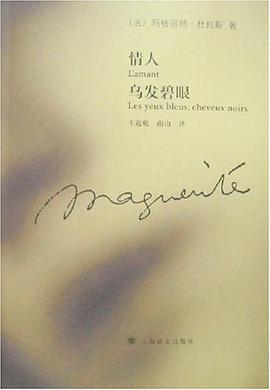 (法) 玛格丽特·杜拉斯 著
情人
L'amant
乌发碧眼
Les yeux bleus, cheveux noirs
王道乾 南山 译
Marguerite
上海译文出版社